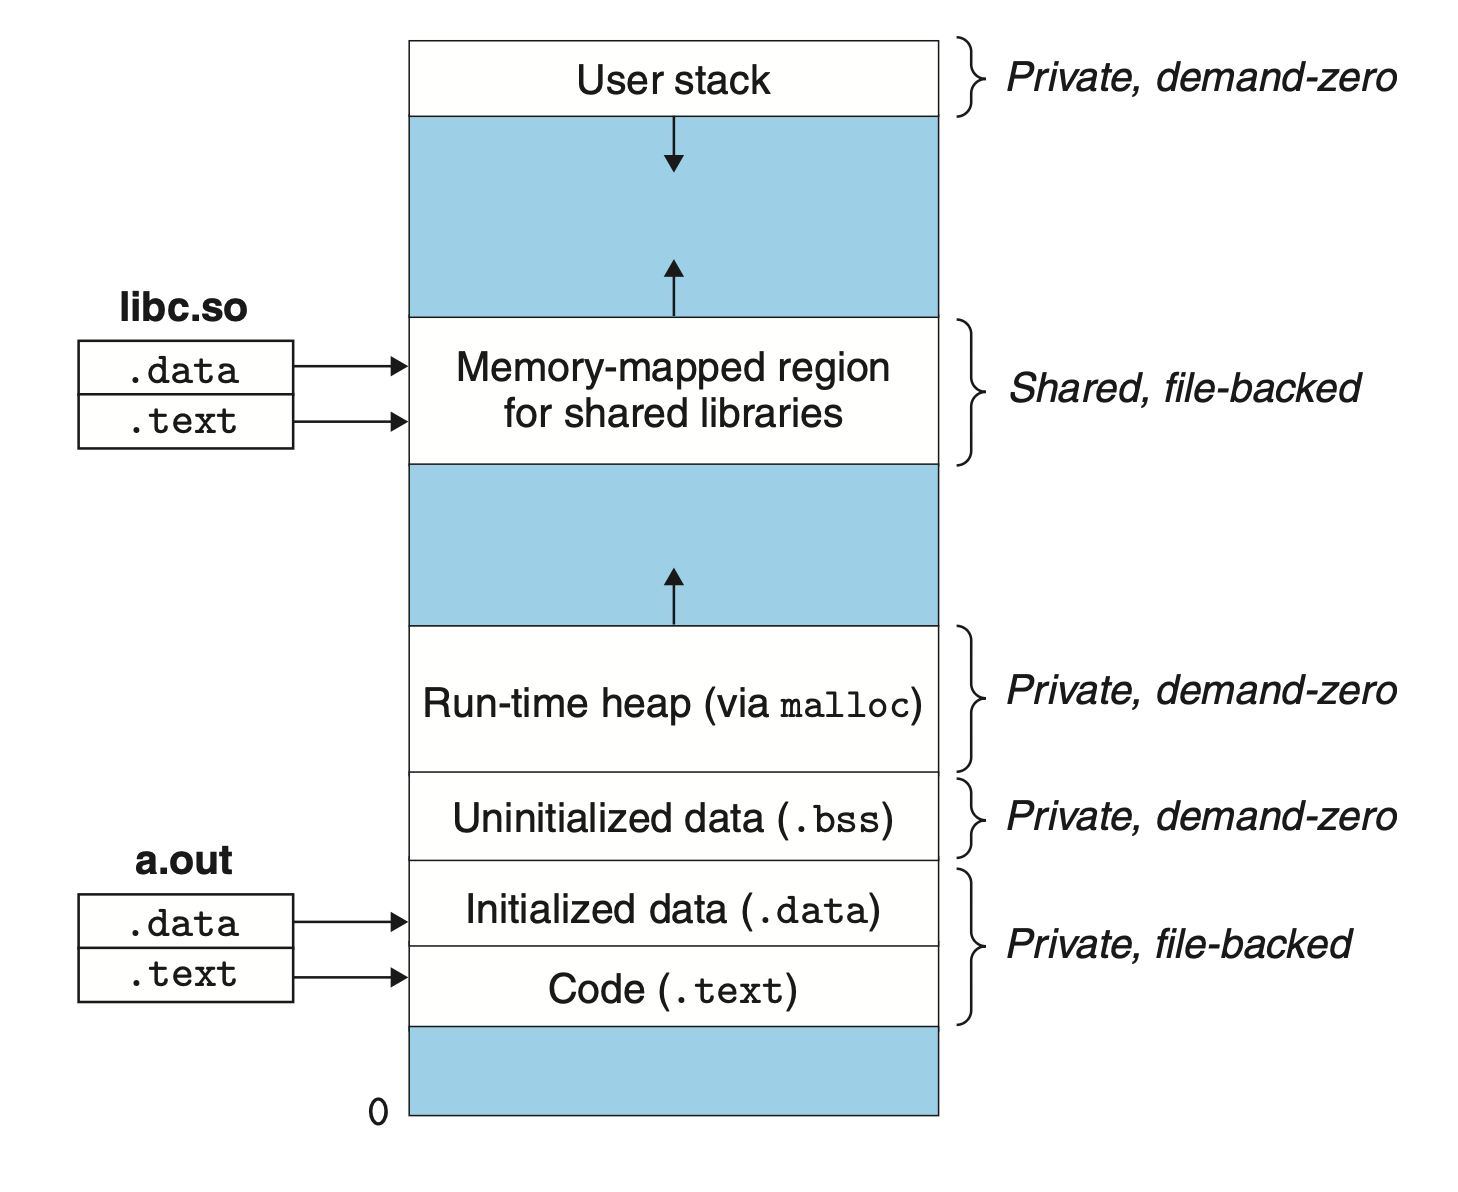 User stack
Private, demand-zero
libc.so
.data
.text
Memory-mapped region
for shared libraries
Shared, file-backed
Run-time heap (via malloc)
Private, demand-zero
Uninitialized data (.bss)
Private, demand-zero
a.out
.data
.text
Initialized data (.data)
Code (.text)
Private, file-backed
0